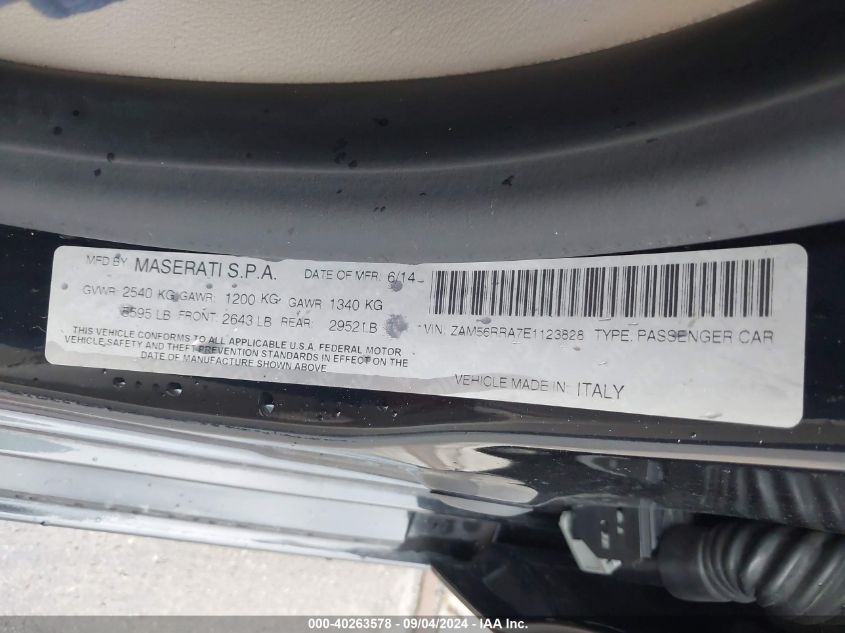 MFD BY MASERATI S.P.A. DATE OF MFR. 6/14
GVWR: 2540 KG GAWR: 1200 KG GAWR: 1340 KG
5595 LB FRONT: 2643 LB REAR: 2952 LB
THIS VEHICLE CONFORMS TO ALL APPLICABLE U.S.A. FEDERAL MOTOR
VEHICLE SAFETY AND THEFT PREVENTION STANDARDS IN EFFECT ON THE
DATE OF MANUFACTURE SHOWN ABOVE
VIN: ZAM56RRA7E1123828 TYPE: PASSENGER CAR
VEHICLE MADE IN: ITALY
000-40263578 - 09/04/2024 - IAAI.com